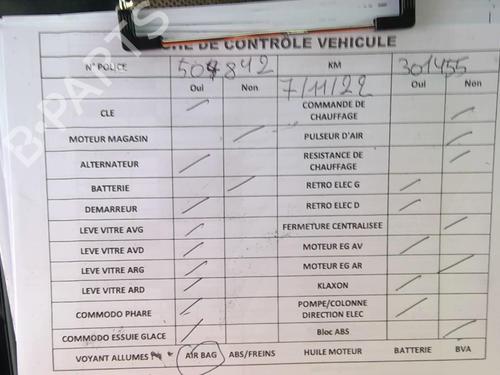 CHE DE CONTRÔLE VEHICULE
N° POLICE 504842 KM 301455
Oui Non 7/11/22 Oui Non
CLE COMMANDE DE CHAUFFAGE
MOTEUR MAGASIN PULSEUR D'AIR
ALTERNATEUR RESISTANCE DE CHAUFFAGE
BATTERIE RETRO ELEC G
DEMARREUR RETRO ELEC D
LEVE VITRE AVG FERMETURE CENTRALISEE
LEVE VITRE AVD MOTEUR EG AV
LEVE VITRE ARG MOTEUR EG AR
LEVE VITRE ARD KLAXON
COMMODO PHARE POMPE/COLONNE DIRECTION ELEC
COMMODO ESSUIE GLACE Bloc ABS
VOYANT ALLUMES AIR BAG ABS/FREINS HUILE MOTEUR BATTERIE BVA
B-PARTS